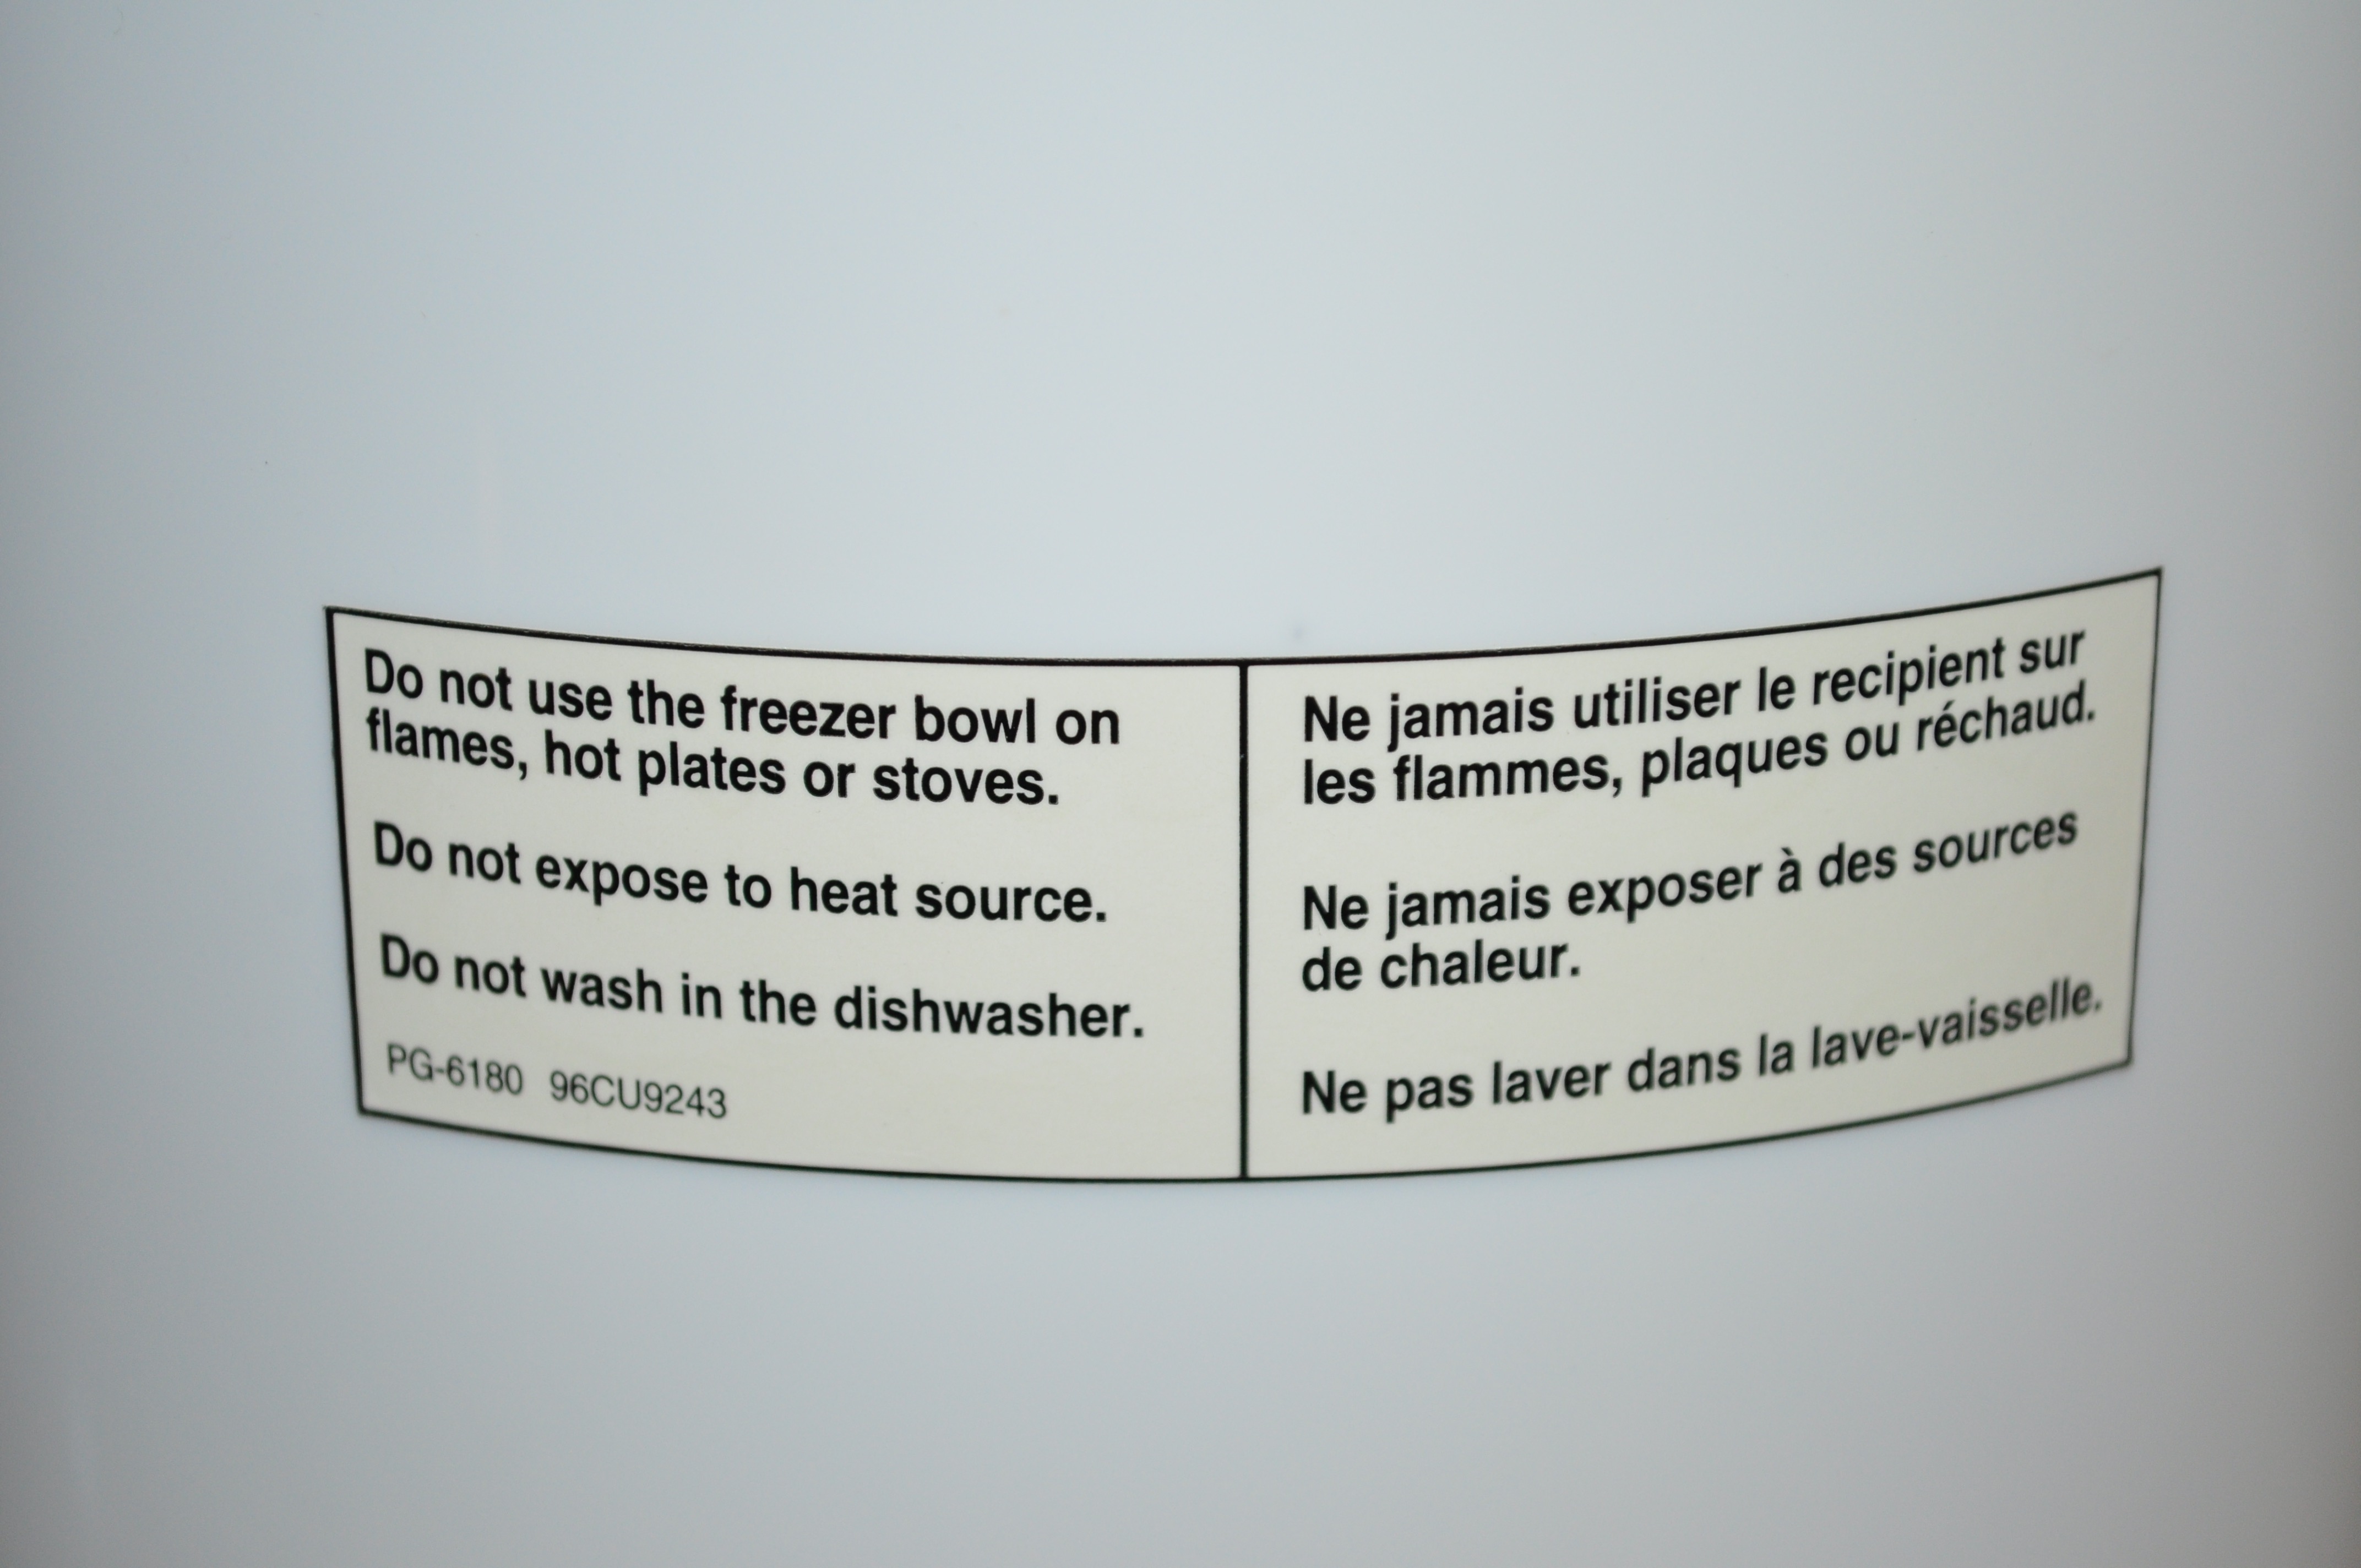 Do not use the freezer bowl on
flames, hot plates or stoves.
Do not expose to heat source.
Do not wash in the dishwasher.
PG-6180 96CU9243
Ne jamais utiliser le recipient sur
les flammes, plaques ou réchaud.
Ne jamais exposer à des sources
de chaleur.
Ne pas laver dans la lave-vaisselle.